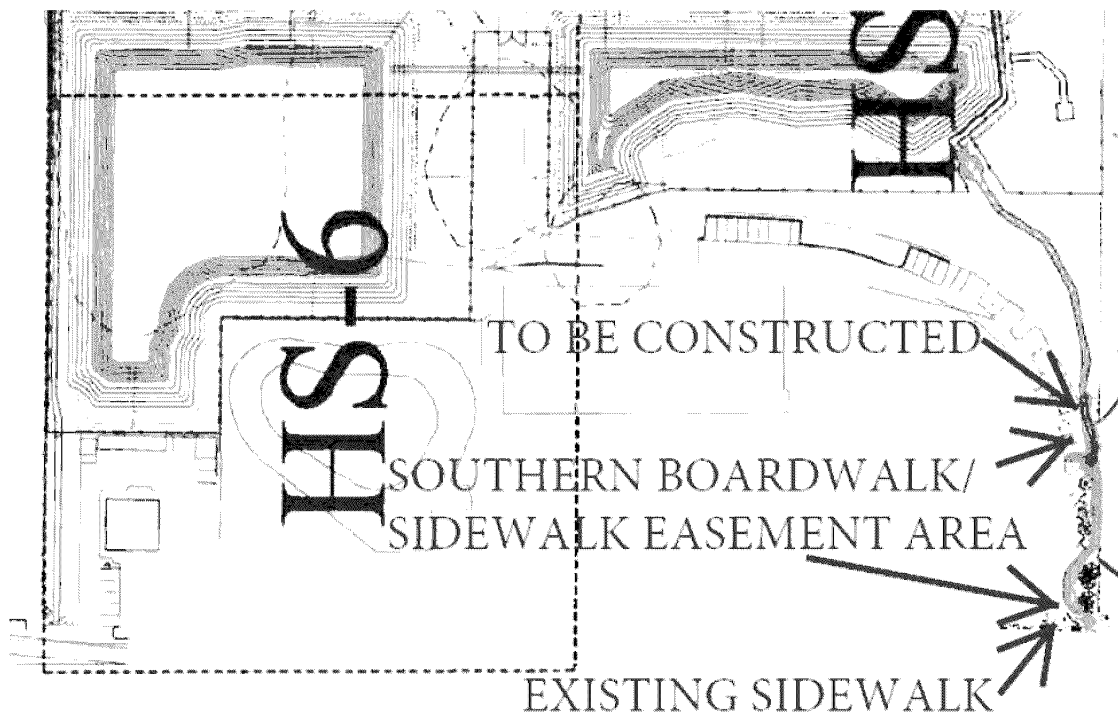 HS
HS-6
TO BE CONSTRUCTED
SOUTHERN BOARDWALK/
SIDEWALK EASEMENT AREA
EXISTING SIDEWALK